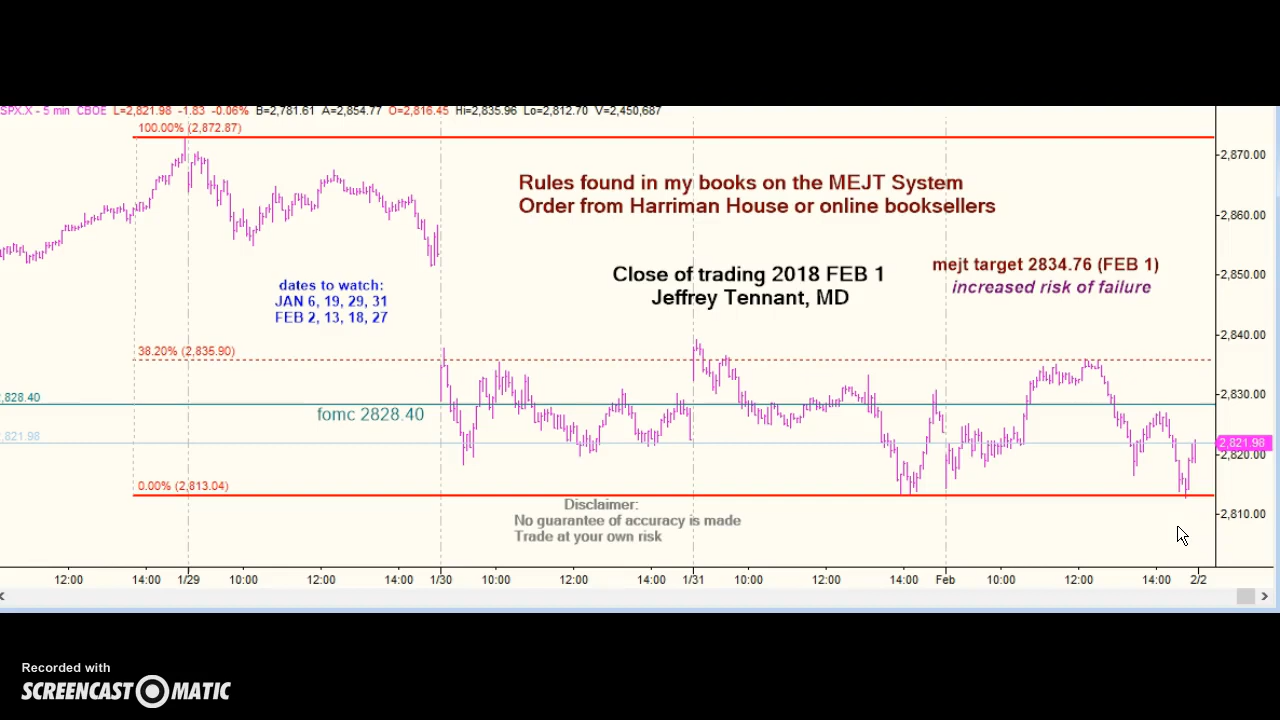 SPX.X - 5 min CBOE L=2,821.98 -1.83 -0.06% B=2,781.61 A=2,854.77 O=2,816.45 Hi=2,835.96 Lo=2,812.70 V=2,450,687
100.00% (2,872.87)
2,870.00
Rules found in my books on the MEJT System
Order from Harriman House or online booksellers
2,860.00
mejt target 2834.76 (FEB 1)
increased risk of failure
Close of trading 2018 FEB 1
Jeffrey Tennant, MD
2,850.00
dates to watch:
JAN 6, 19, 29, 31
FEB 2, 13, 18, 27
2,840.00
38.20% (2,835.90)
,828.40
2,830.00
fomc 2828.40
,821.98
2,821.98
2,820.00
0.00% (2,813.04)
2,810.00
Disclaimer:
No guarantee of accuracy is made
Trade at your own risk
12:00 14:00 1/29 10:00 12:00 14:00 1/30 10:00 12:00 14:00 1/31 10:00 12:00 14:00 Feb 10:00 12:00 14:00 2/2
Recorded with
SCREENCAST MATIC